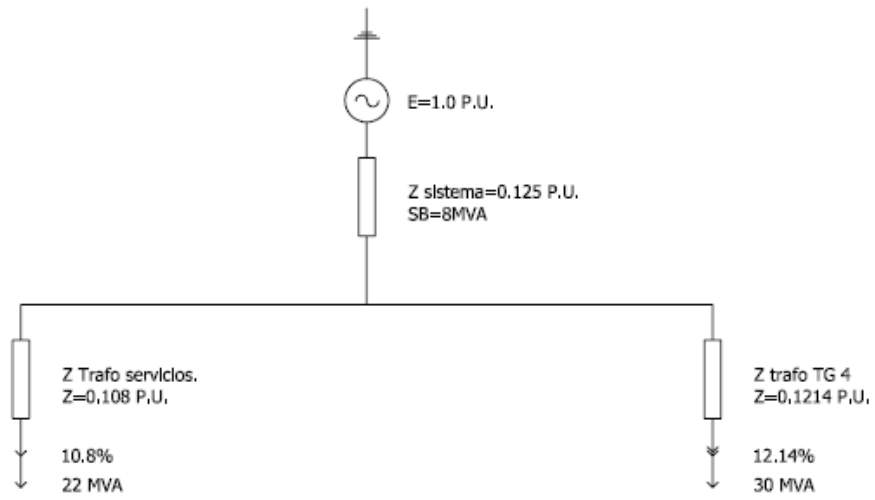 E=1.0 P.U.
Z sistema=0.125 P.U.
SB=8MVA
Z Trafo servicios.
Z=0.108 P.U.
10.8%
22 MVA
Z trafo TG 4
Z=0.1214 P.U.
12.14%
30 MVA